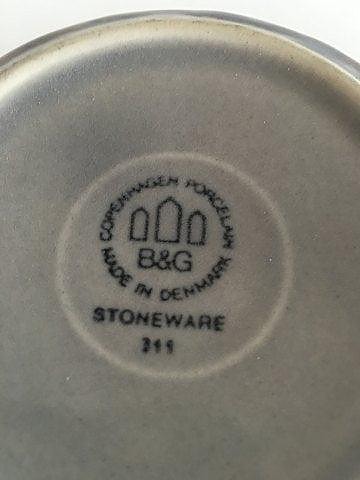 COPENHAGEN PORCELAIN
B&G
MADE IN DENMARK
STONEWARE
311